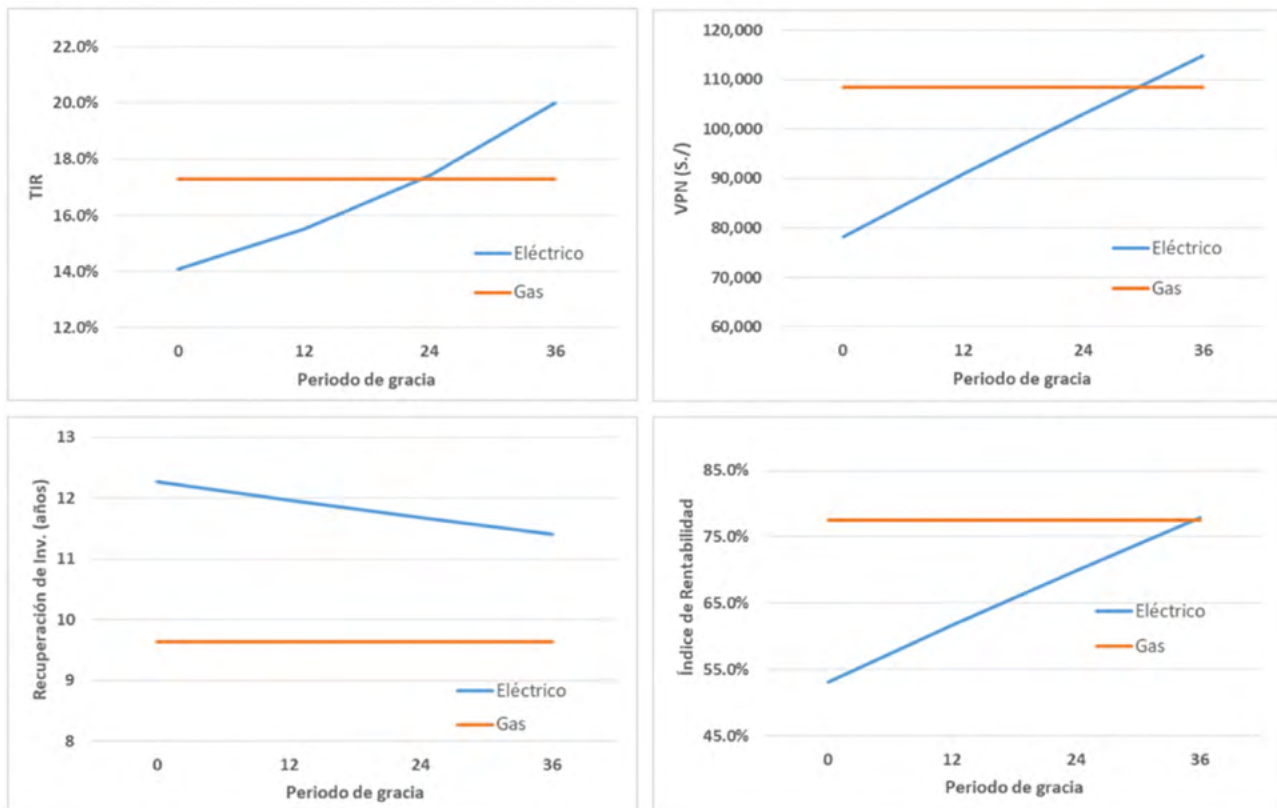 22.0%
20.0%
18.0%
16.0%
14.0%
12.0%
TIR
Eléctrico
Gas
0 12 24 36
Periodo de gracia
120,000
110,000
100,000
90,000
80,000
70,000
60,000
VPN (S./)
Eléctrico
Gas
0 12 24 36
Periodo de gracia
13
12
11
10
9
8
Recuperación de Inv. (años)
Eléctrico
Gas
0 12 24 36
Periodo de gracia
85.0%
75.0%
65.0%
55.0%
45.0%
Índice de Rentabilidad
Eléctrico
Gas
0 12 24 36
Periodo de gracia